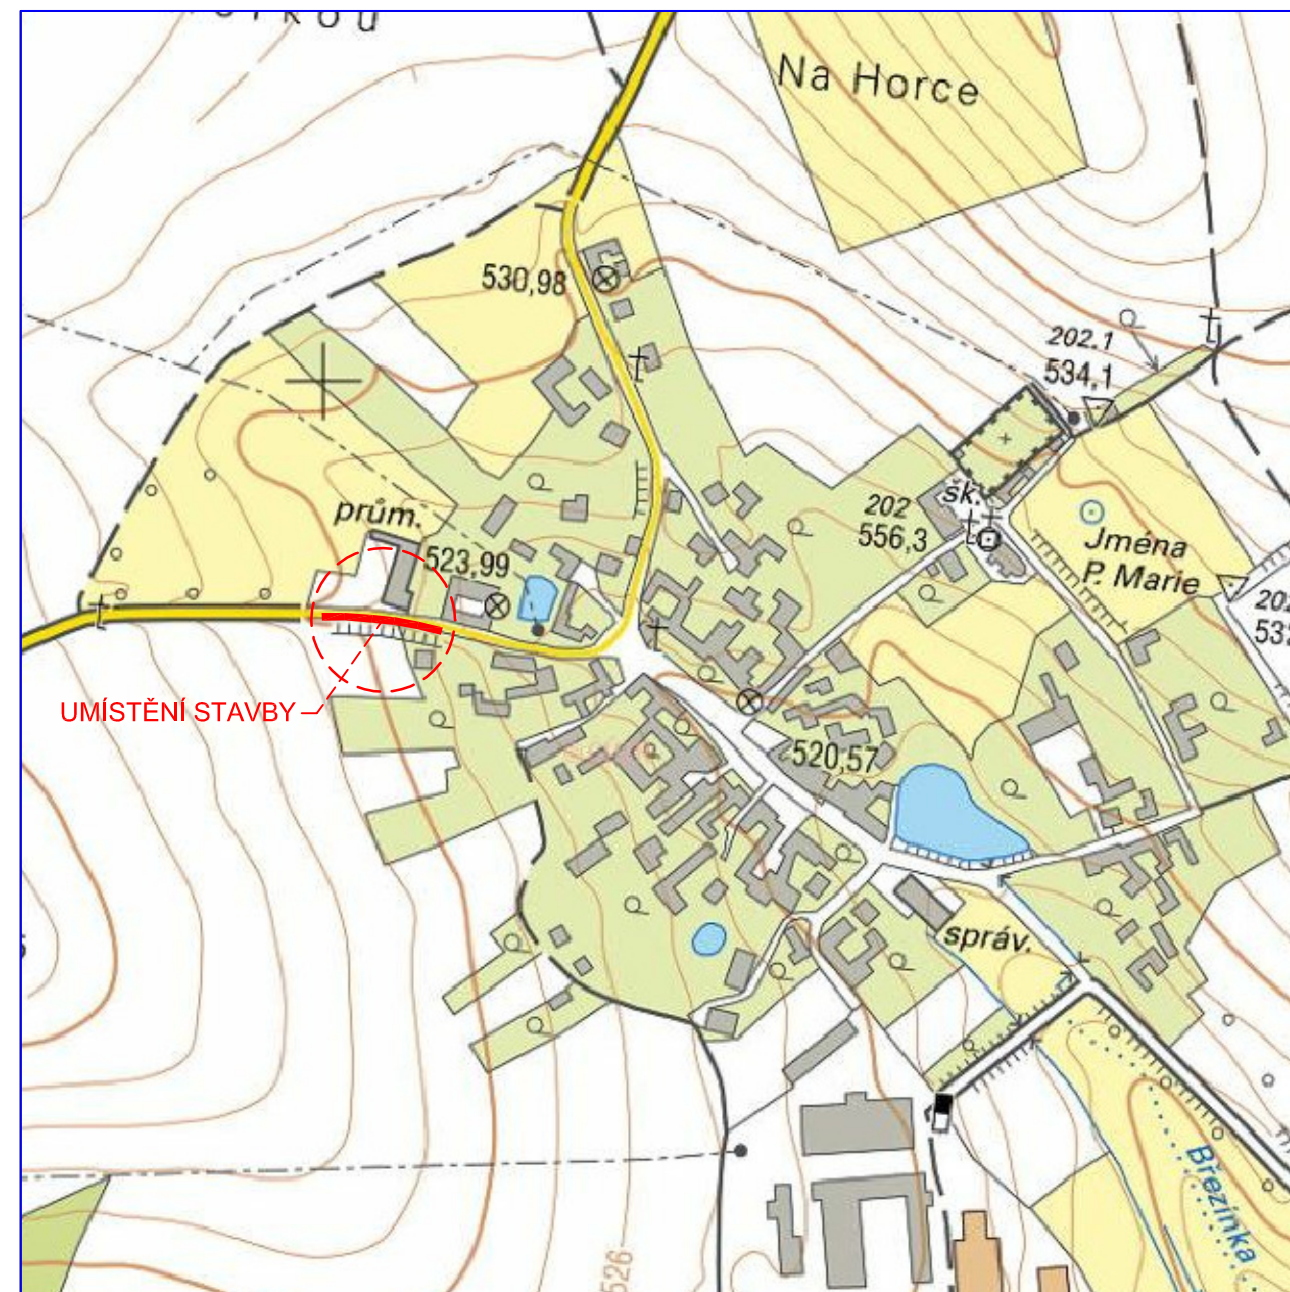 Na Horce
530,98
202.1
534,1
prům.
523,99
šk.
202
556,3
Jména
P. Marie
UMÍSTĚNÍ STAVBY
520,57
správ.
Březinka
526